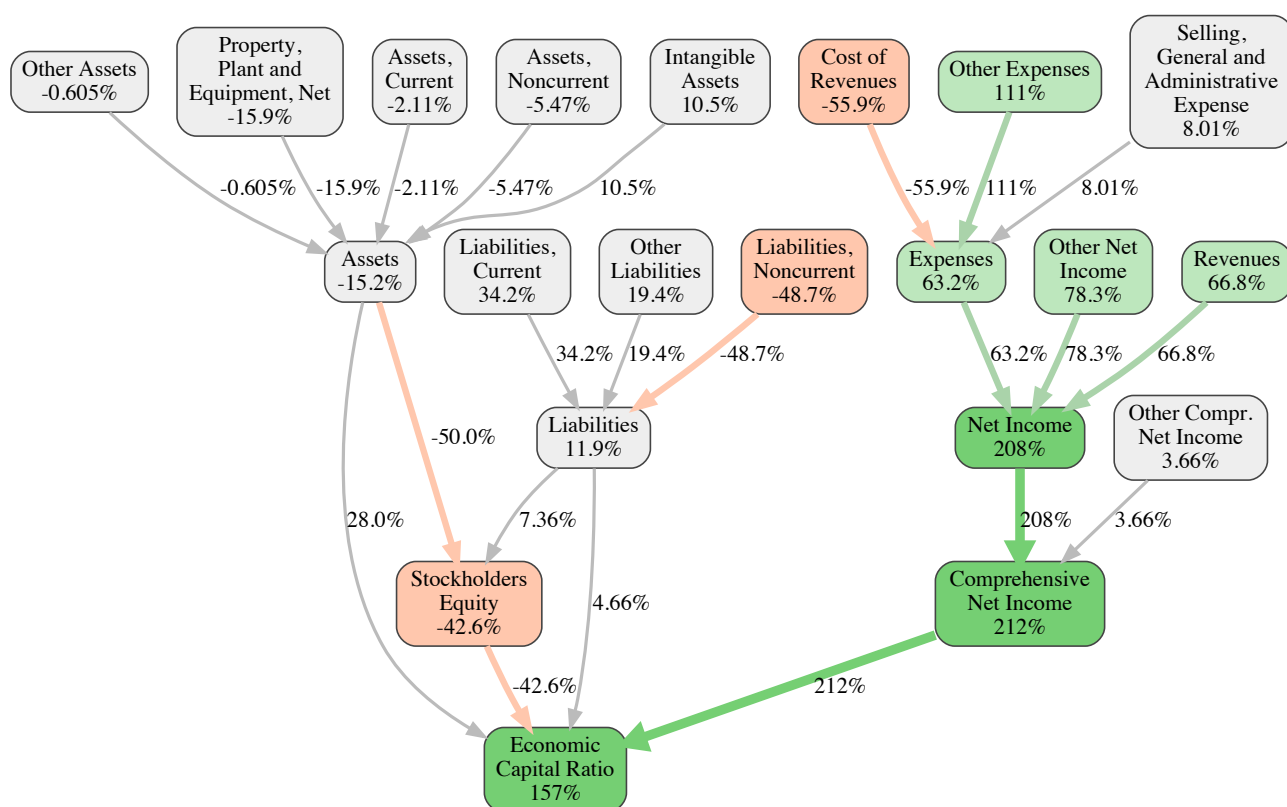 Other Assets
-0.605%
Property,
Plant and
Equipment, Net
-15.9%
Assets,
Current
-2.11%
Assets,
Noncurrent
-5.47%
Intangible
Assets
10.5%
Cost of
Revenues
-55.9%
Other Expenses
111%
Selling,
General and
Administrative
Expense
8.01%
-0.605%
-15.9%
-2.11%
-5.47%
10.5%
-55.9%
111%
8.01%
Assets
-15.2%
Liabilities,
Current
34.2%
Other
Liabilities
19.4%
Liabilities,
Noncurrent
-48.7%
Expenses
63.2%
Other Net
Income
78.3%
Revenues
66.8%
34.2%
19.4%
-48.7%
63.2%
78.3%
66.8%
-50.0%
Liabilities
11.9%
Net Income
208%
Other Compr.
Net Income
3.66%
28.0%
7.36%
208%
3.66%
Stockholders
Equity
-42.6%
4.66%
Comprehensive
Net Income
212%
-42.6%
212%
Economic
Capital Ratio
157%